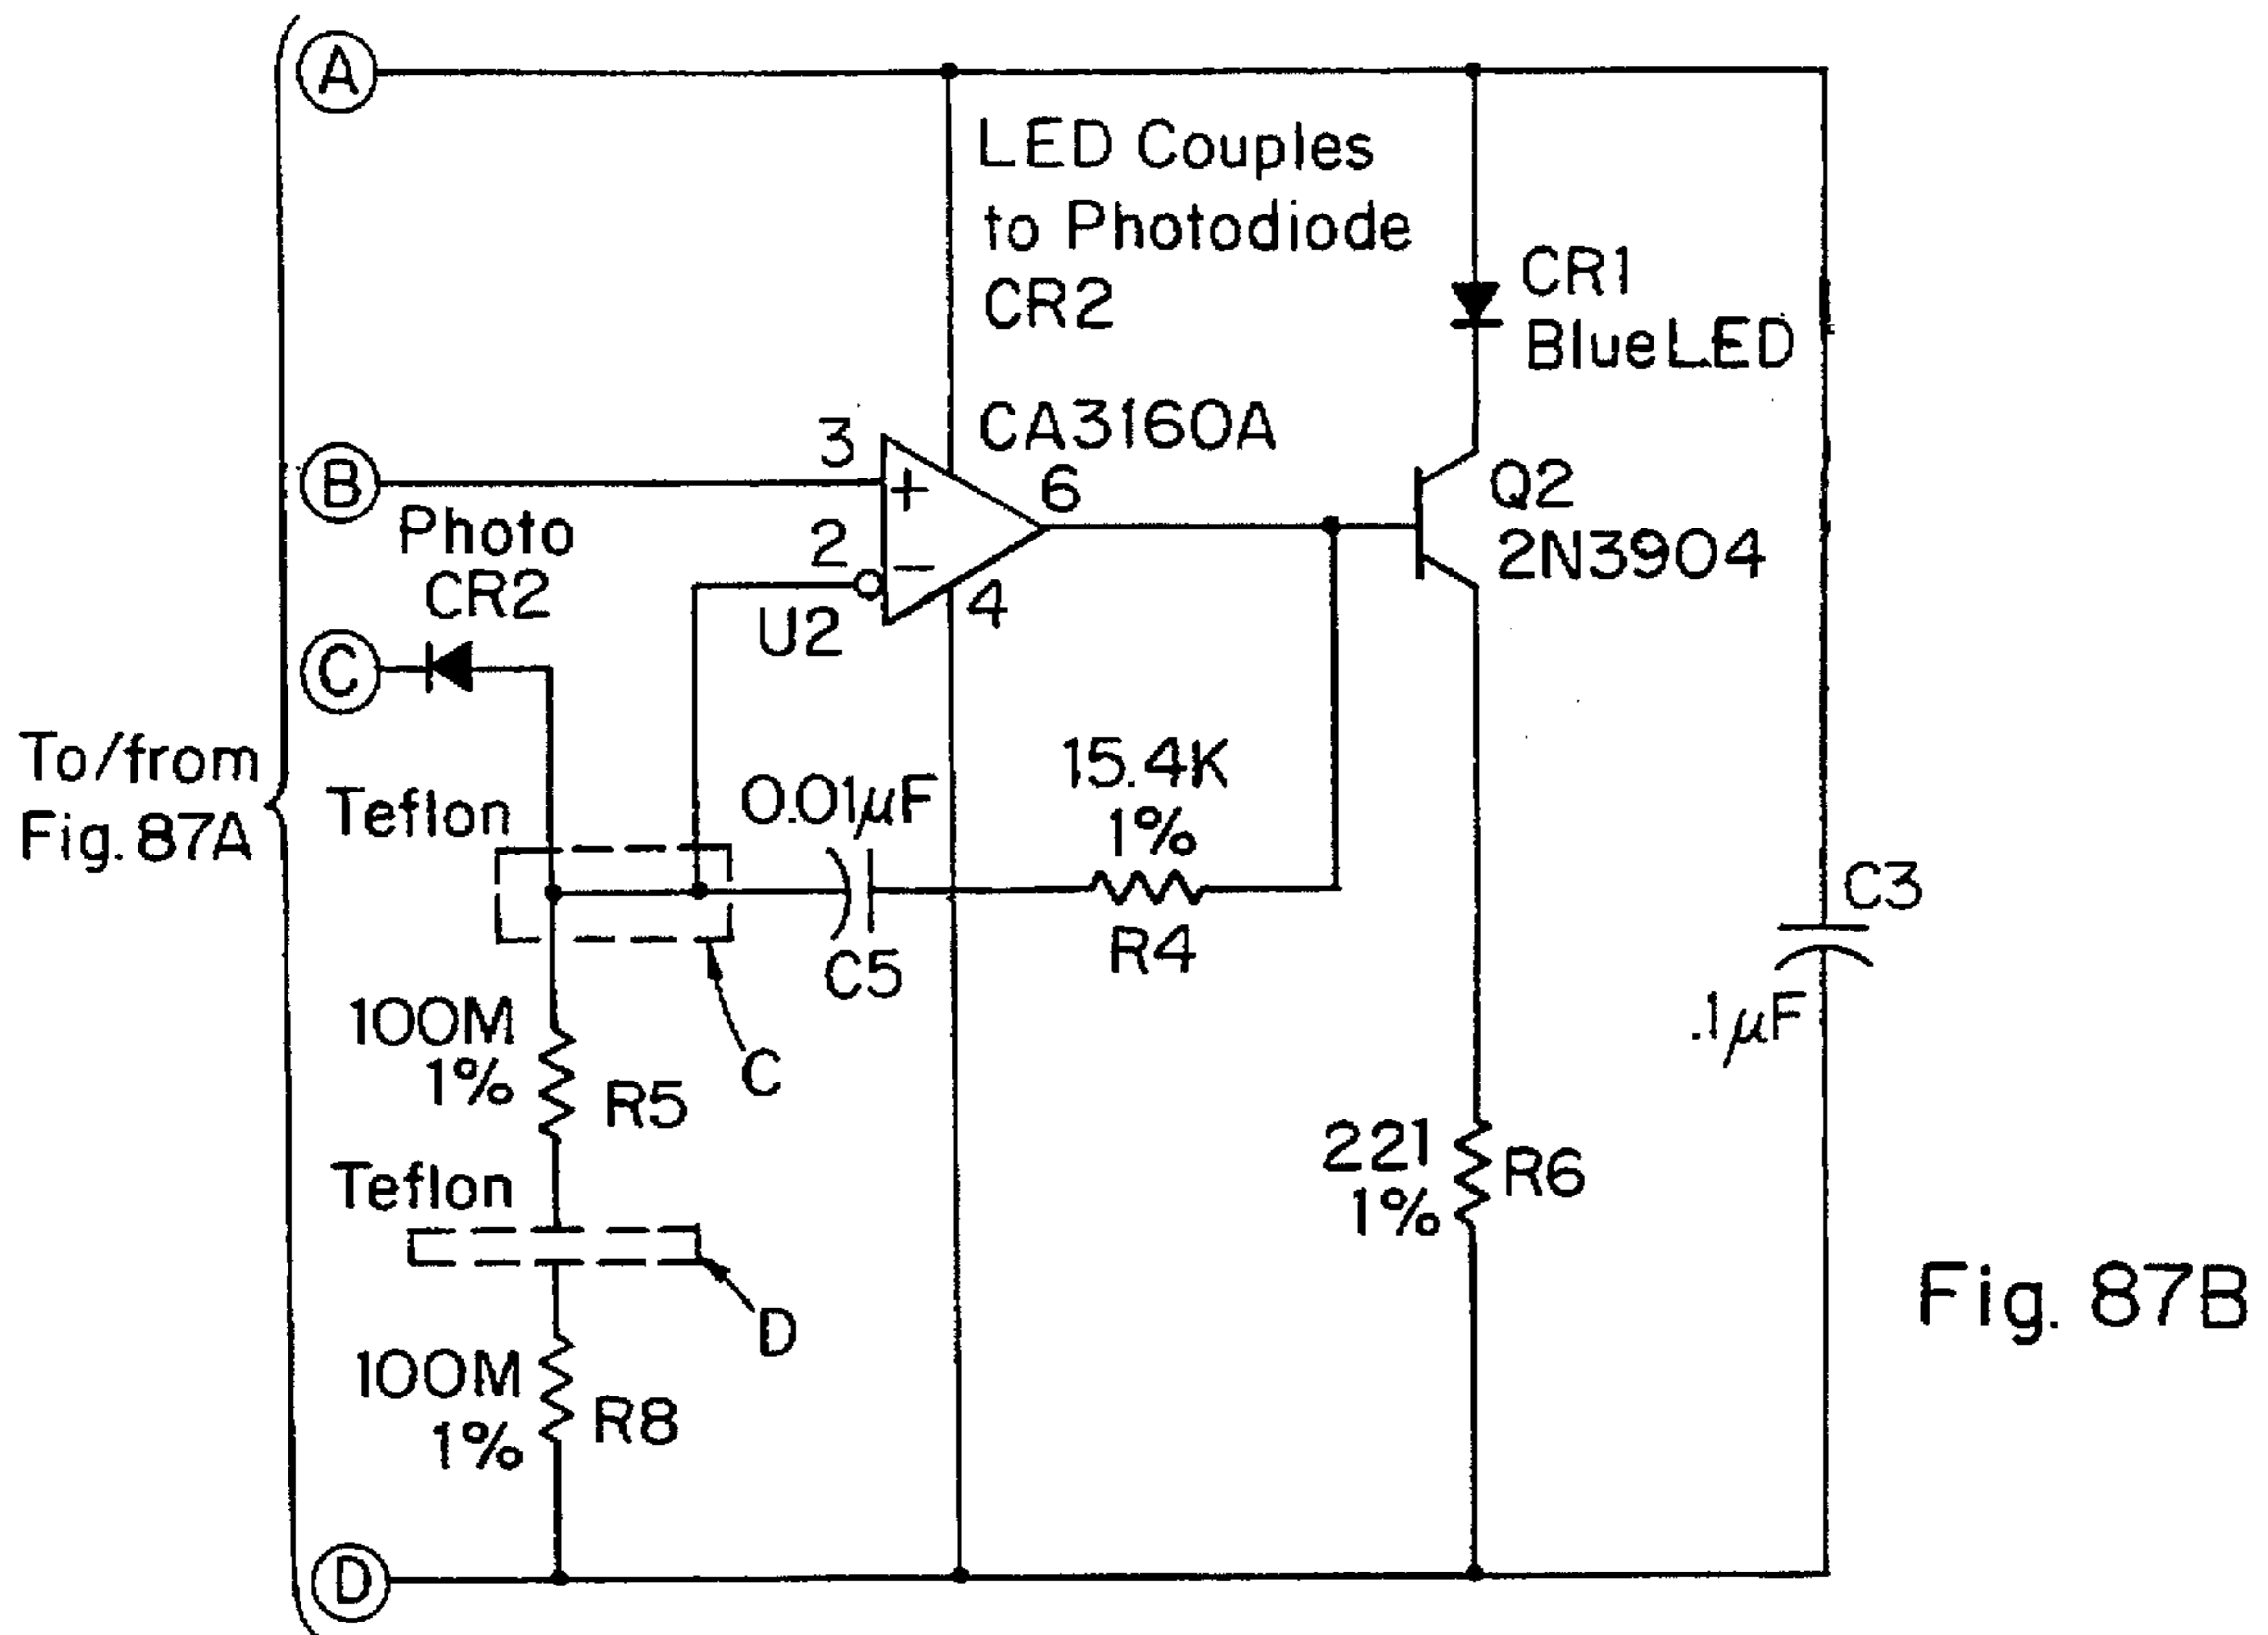 A
LED Couples
to Photodiode
CR2
CR1
Blue LED
CA3160A
3
+
6
B
Q2
2N3904
Photo
CR2
2
−
4
U2
C
To/from
Fig. 87A
Teflon
0.01μF
15.4K
1%
C5
R4
C3
.1μF
100M
1%
R5
C
221
1%
R6
Teflon
D
100M
1%
R8
D
Fig. 87B